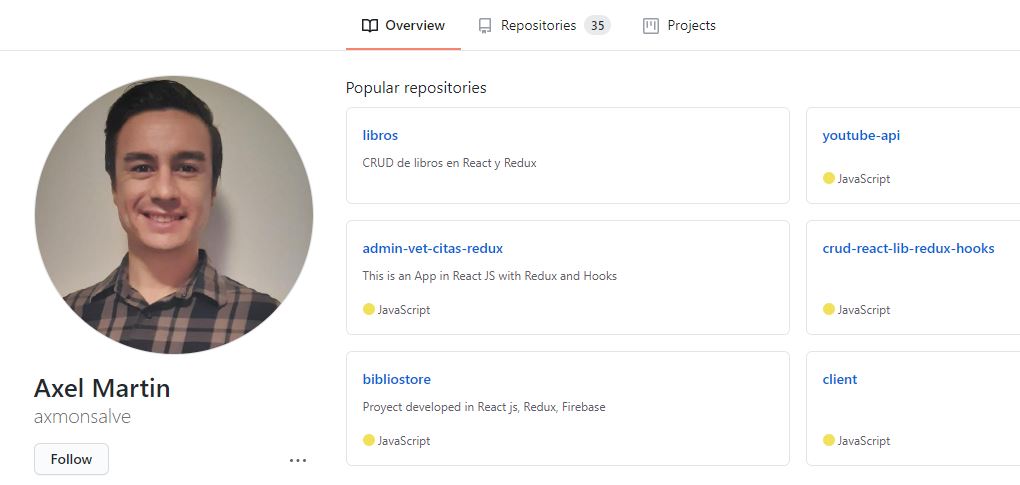 Overview Repositories 35 Projects
Popular repositories
libros
CRUD de libros en React y Redux
youtube-api
JavaScript
admin-vet-citas-redux
This is an App in React JS with Redux and Hooks
JavaScript
crud-react-lib-redux-hooks
JavaScript
bibliostore
Proyect developed in React js, Redux, Firebase
JavaScript
client
JavaScript
Axel Martin
axmonsalve
Follow
...